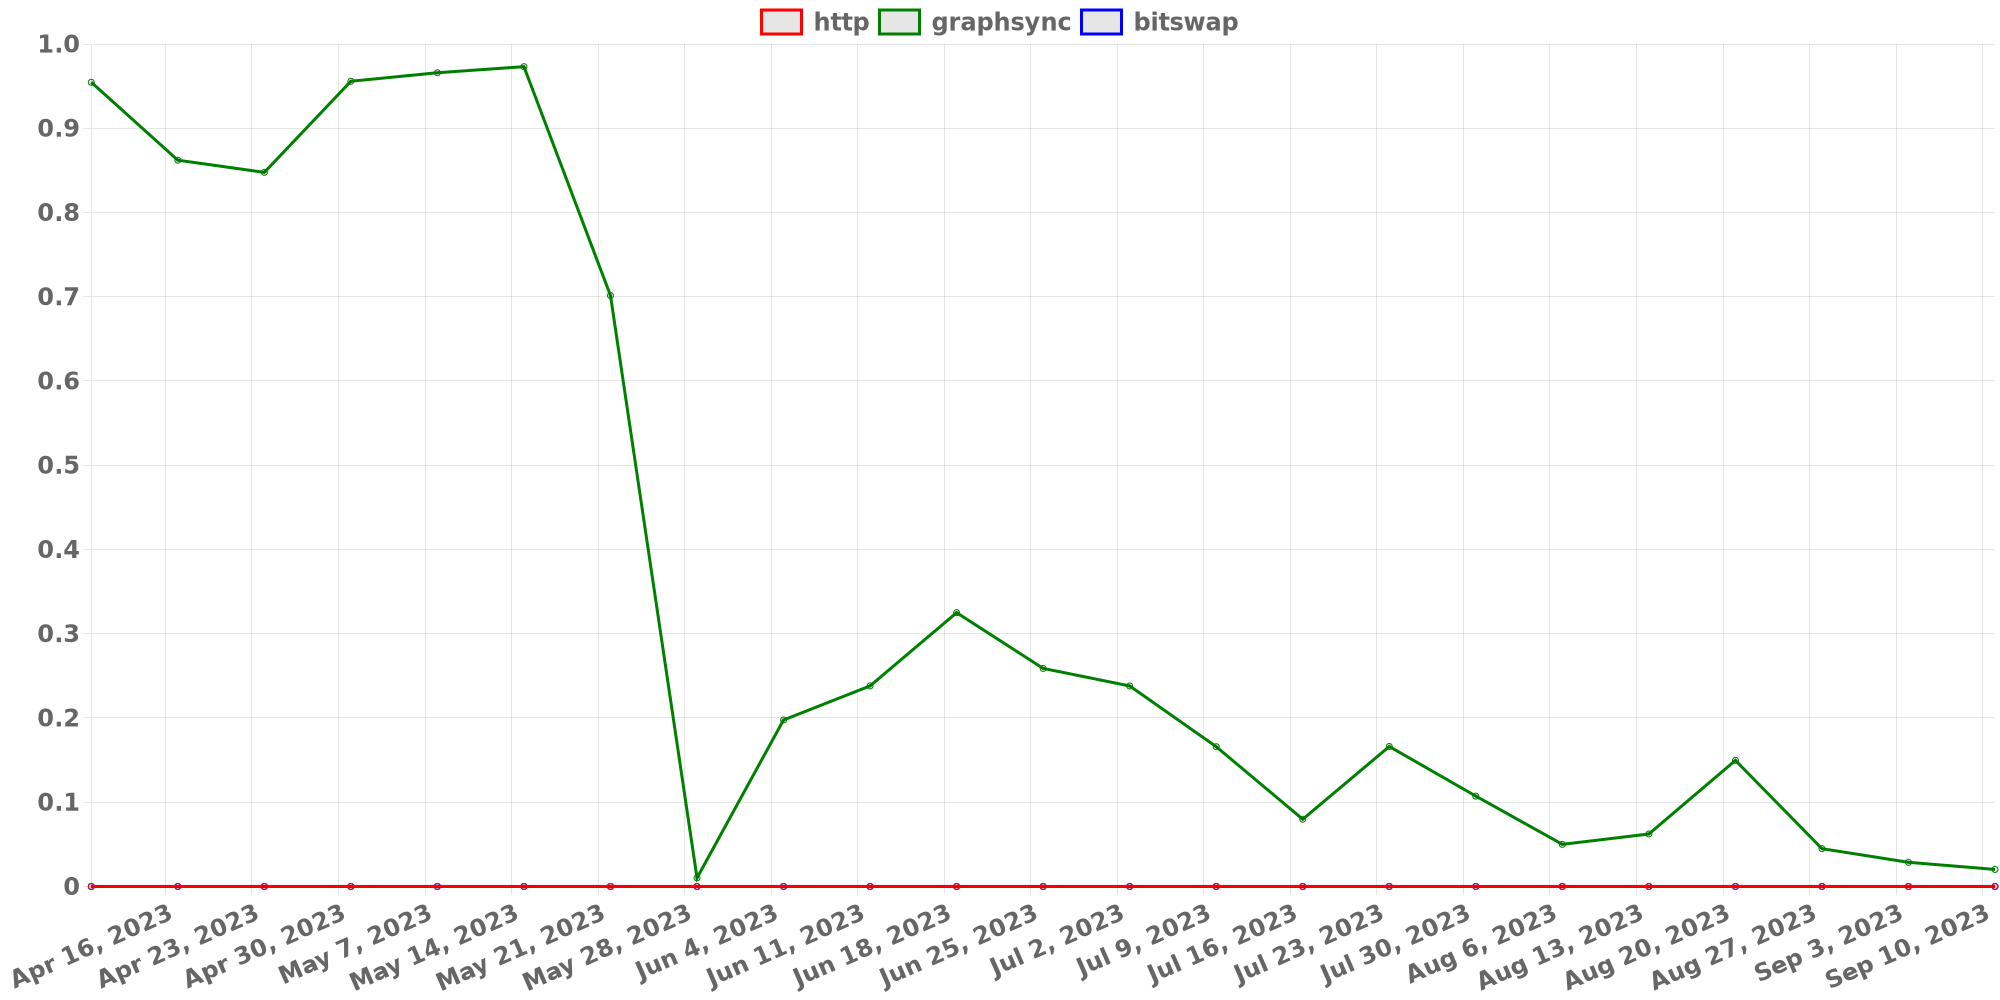 http graphsync bitswap
1.0
0.9
0.8
0.7
0.6
0.5
0.4
0.3
0.2
0.1
0
Apr 16, 2023
Apr 23, 2023
Apr 30, 2023
May 7, 2023
May 14, 2023
May 21, 2023
May 28, 2023
Jun 4, 2023
Jun 11, 2023
Jun 18, 2023
Jun 25, 2023
Jul 2, 2023
Jul 9, 2023
Jul 16, 2023
Jul 23, 2023
Jul 30, 2023
Aug 6, 2023
Aug 13, 2023
Aug 20, 2023
Aug 27, 2023
Sep 3, 2023
Sep 10, 2023